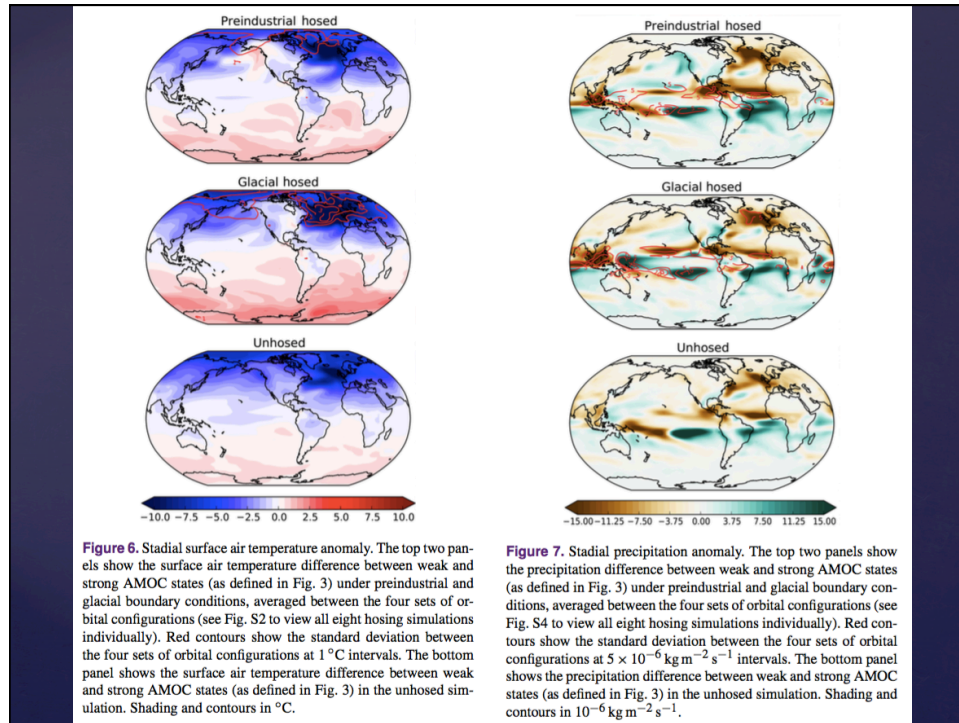 Preindustrial hosed
Glacial hosed
Unhosed
-10.0 -7.5 -5.0 -2.5 0.0 2.5 5.0 7.5 10.0
Figure 6. Stadial surface air temperature anomaly. The top two pan-
els show the surface air temperature difference between weak and
strong AMOC states (as defined in Fig. 3) under preindustrial and
glacial boundary conditions, averaged between the four sets of or-
bital configurations (see Fig. S2 to view all eight hosing simulations
individually). Red contours show the standard deviation between
the four sets of orbital configurations at 1 °C intervals. The bottom
panel shows the surface air temperature difference between weak
and strong AMOC states (as defined in Fig. 3) in the unhosed sim-
ulation. Shading and contours in °C.
Preindustrial hosed
Glacial hosed
Unhosed
-15.00 -11.25 -7.50 -3.75 0.00 3.75 7.50 11.25 15.00
Figure 7. Stadial precipitation anomaly. The top two panels show
the precipitation difference between weak and strong AMOC states
(as defined in Fig. 3) under preindustrial and glacial boundary con-
ditions, averaged between the four sets of orbital configurations (see
Fig. S4 to view all eight hosing simulations individually). Red con-
tours show the standard deviation between the four sets of orbital
configurations at 5 × 10⁻⁶ kg m⁻² s⁻¹ intervals. The bottom panel
shows the precipitation difference between weak and strong AMOC
states (as defined in Fig. 3) in the unhosed simulation. Shading and
contours in 10⁻⁶ kg m⁻² s⁻¹.